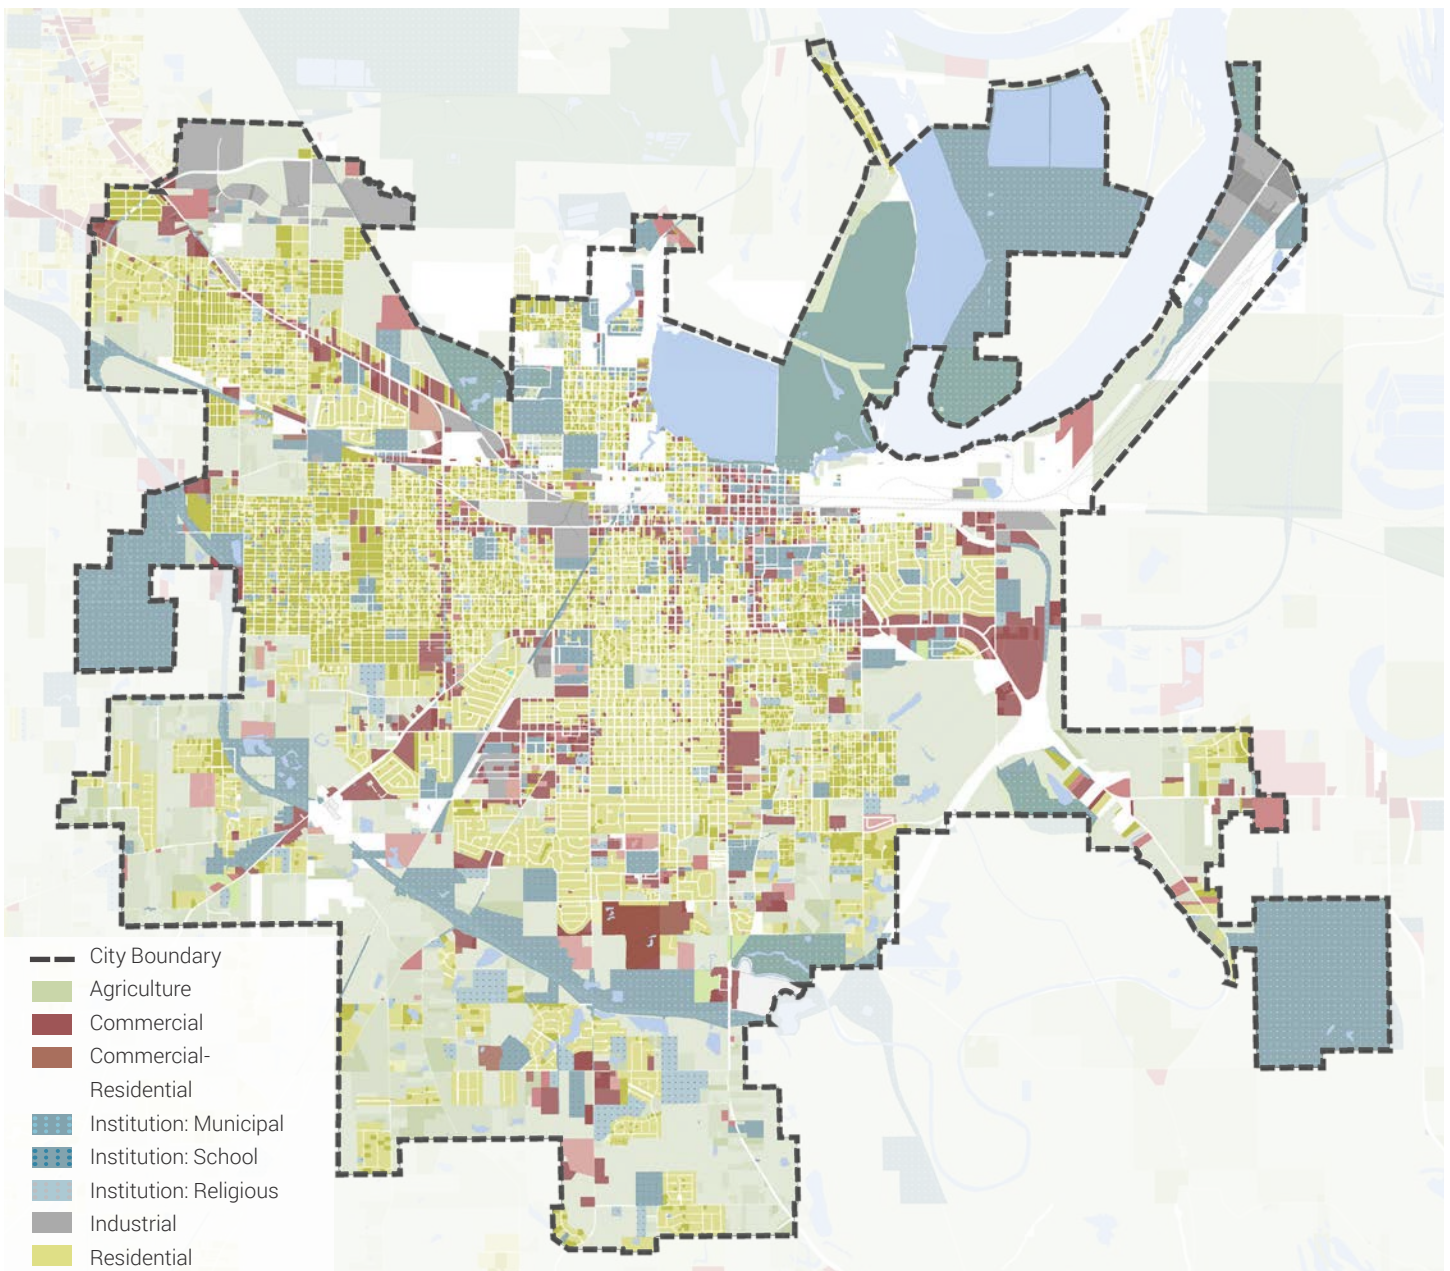 City Boundary
Agriculture
Commercial
Commercial-
Residential
Institution: Municipal
Institution: School
Institution: Religious
Industrial
Residential